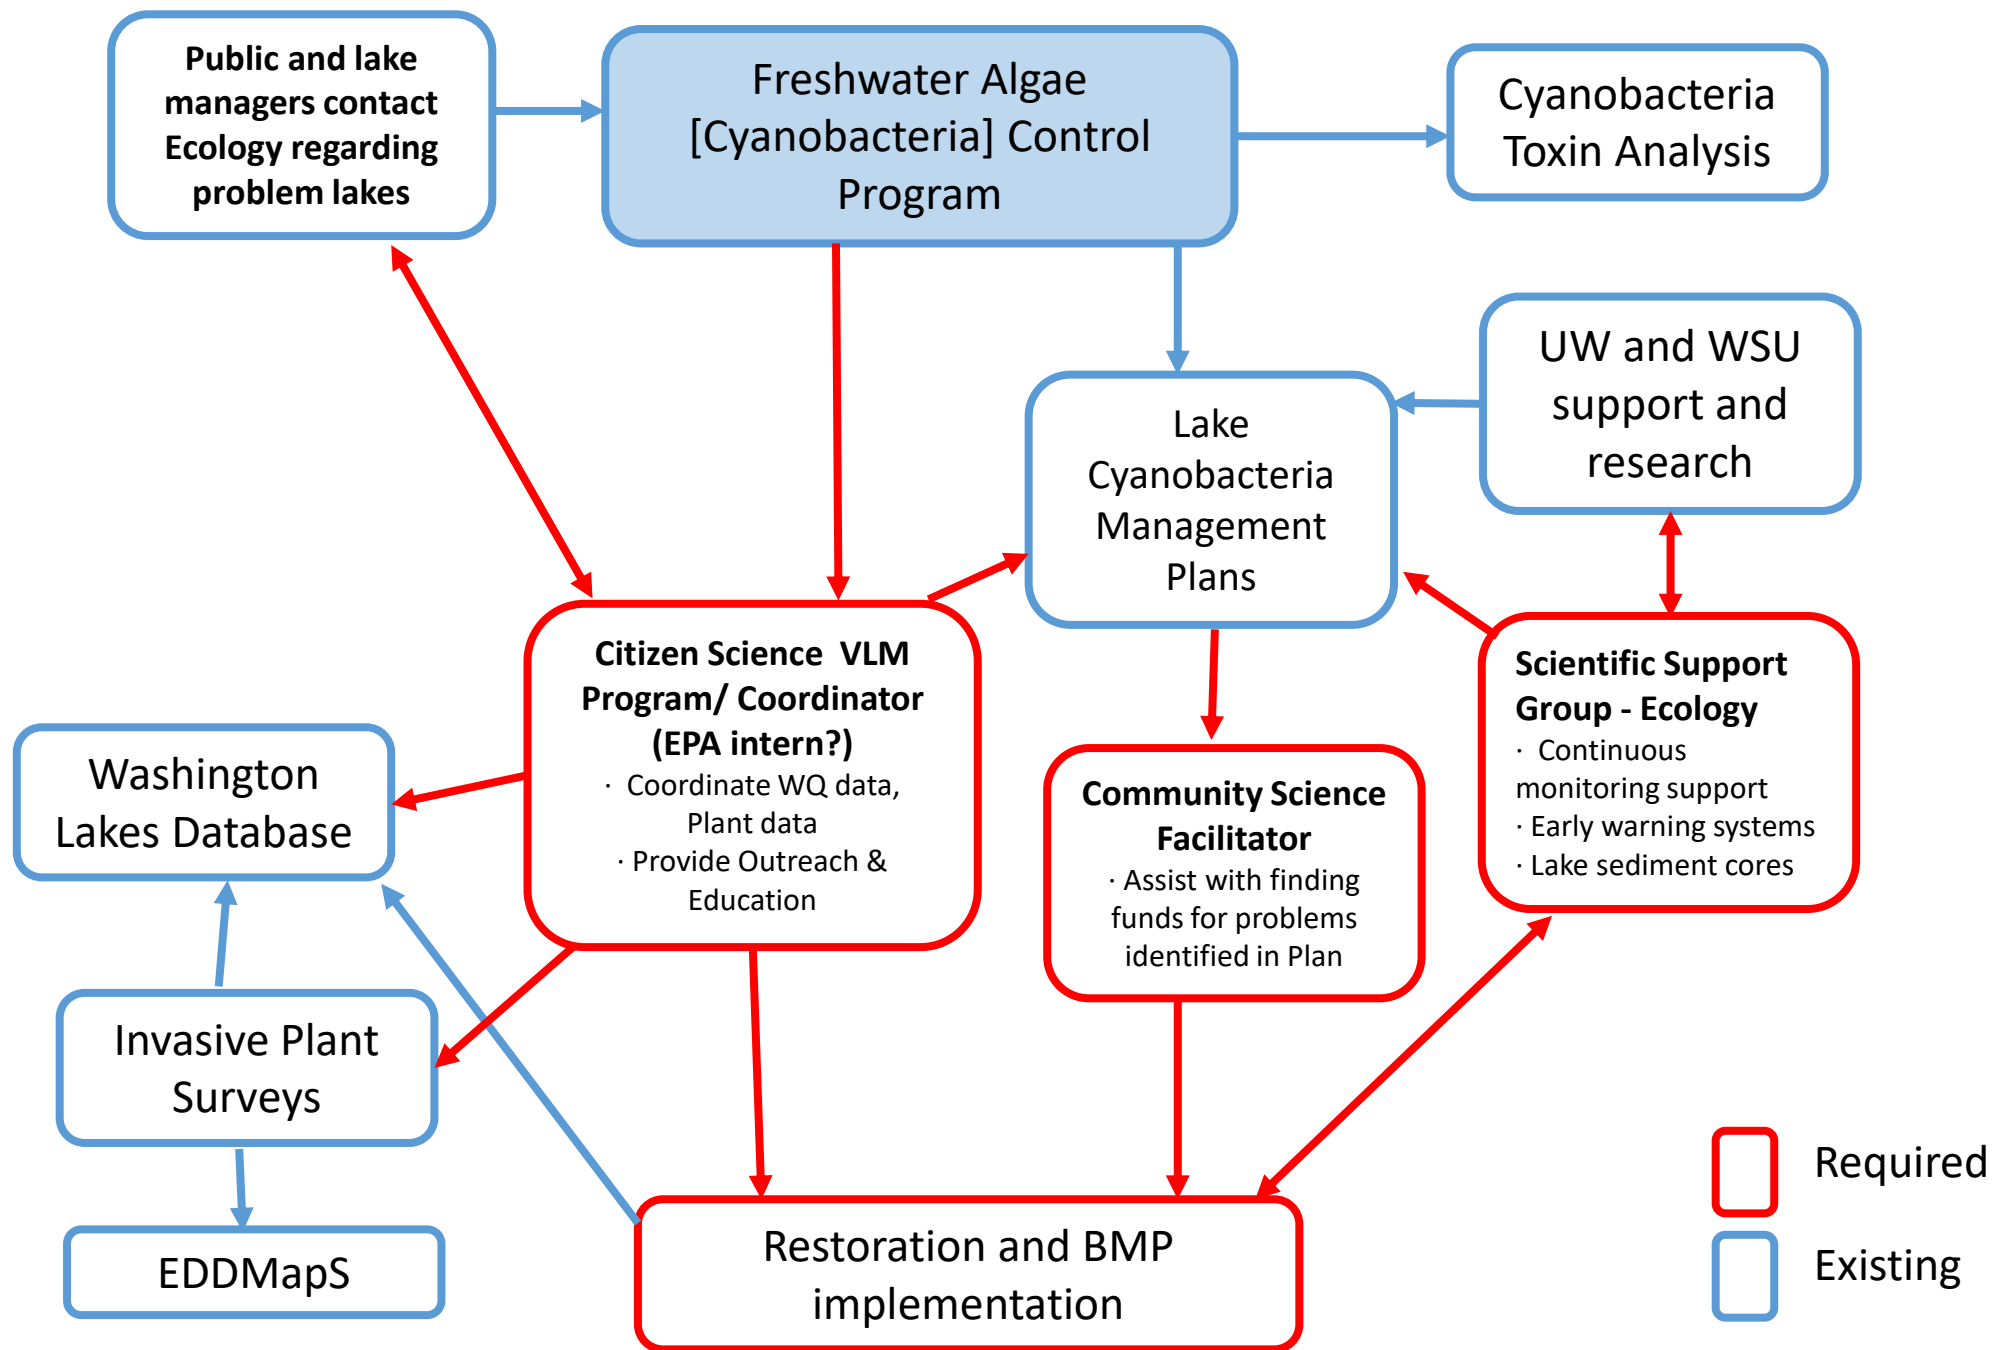 Public and lake
managers contact
Ecology regarding
problem lakes
Freshwater Algae
[Cyanobacteria] Control
Program
Cyanobacteria
Toxin Analysis
UW and WSU
support and
research
Lake
Cyanobacteria
Management
Plans
Citizen Science  VLM
Program/ Coordinator
(EPA intern?)
· Coordinate WQ data,
Plant data
· Provide Outreach &
Education
Scientific Support
Group - Ecology
· Continuous
monitoring support
· Early warning systems
· Lake sediment cores
Washington
Lakes Database
Community Science
Facilitator
· Assist with finding
funds for problems
identified in Plan
Invasive Plant
Surveys
EDDMapS
Restoration and BMP
implementation
Required
Existing